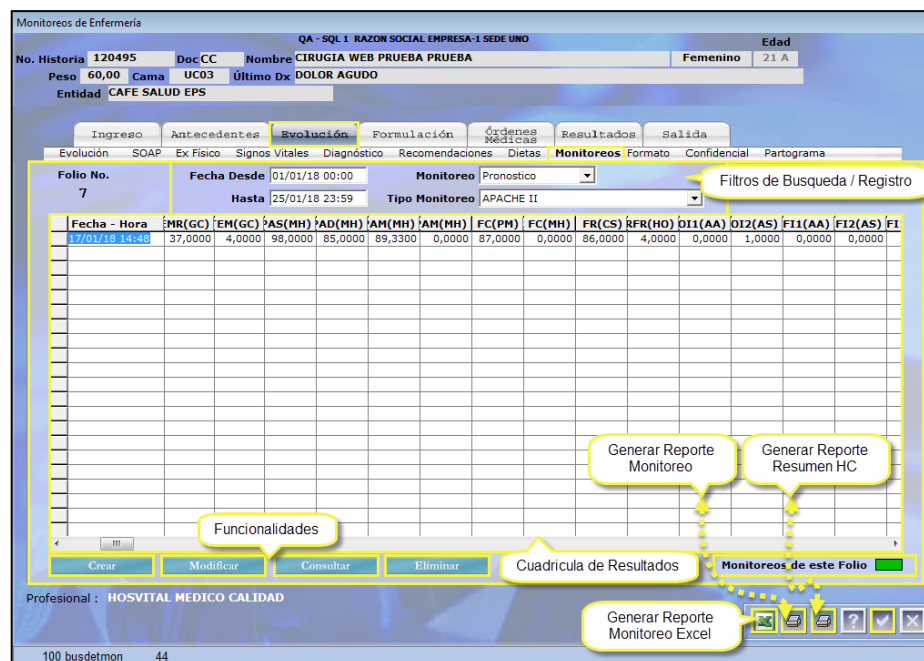 Monitoreos de Enfermería
QA - SQL 1 RAZON SOCIAL EMPRESA-1 SEDE UNO
Edad
No. Historia 120495 Doc CC Nombre CIRUGIA WEB PRUEBA PRUEBA Femenino 21 A
Peso 60,00 Cama UC03 Último Dx DOLOR AGUDO
Entidad CAFE SALUD EPS
Ingreso Antecedentes Evolución Formulación Órdenes Médicas Resultados Salida
Evolución SOAP Ex Físico Signos Vitales Diagnóstico Recomendaciones Dietas Monitoreos Formato Confidencial Partograma
Folio No. Fecha Desde 01/01/18 00:00 Monitoreo Pronostico
Filtros de Busqueda / Registro
7 Hasta 25/01/18 23:59 Tipo Monitoreo APACHE II
Fecha - Hora EMR(GC) EM(GC) PAS(MH) PAD(MH) PAM(MH) PAM(MH) FC(PM) FC(MH) FR(CS) RFR(HO) OI1(AA) OI2(AS) FI1(AA) FI2(AS) FI
17/01/18 14:48 37,0000 4,0000 98,0000 85,0000 89,3300 0,0000 87,0000 0,0000 86,0000 4,0000 0,0000 1,0000 0,0000 0,0000
Generar Reporte Monitoreo
Generar Reporte Resumen HC
Funcionalidades
Crear Modificar Consultar Eliminar
Cuadricula de Resultados
Monitoreos de este Folio
Profesional : HOSVITAL MEDICO CALIDAD
Generar Reporte Monitoreo Excel
100 busdetmon 44